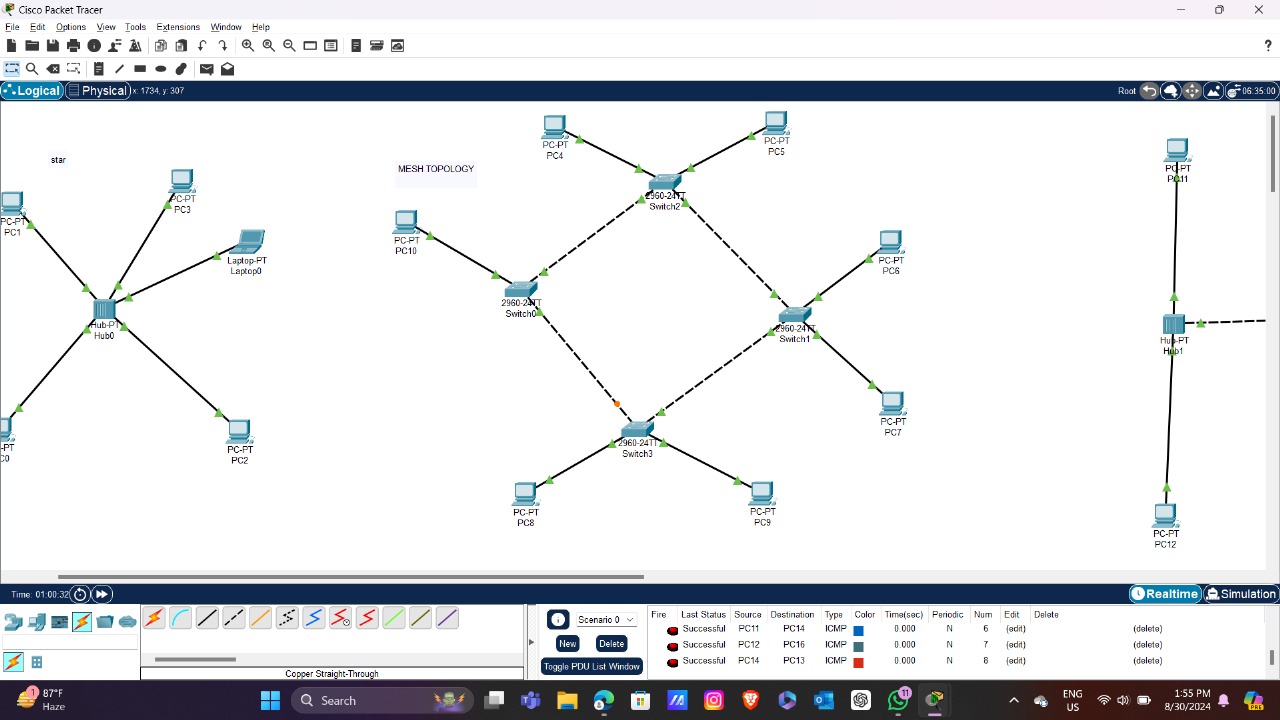 Cisco Packet Tracer
File Edit Options View Tools Extensions Window Help
?
Logical Physical x: 1734, y: 307 Root 06:35:00
star
MESH TOPOLOGY
PC-PT
PC1
PC-PT
PC3
Laptop-PT
Laptop0
Hub-PT
Hub0
-PT
C0
PC-PT
PC2
PC-PT
PC4
PC-PT
PC5
2960-24TT
Switch2
PC-PT
PC10
2960-24TT
Switch0
PC-PT
PC6
2960-24TT
Switch1
PC-PT
PC7
2960-24TT
Switch3
PC-PT
PC8
PC-PT
PC9
PC-PT
PC11
Hub-PT
Hub1
PC-PT
PC12
Time: 01:00:32 Realtime Simulation
Scenario 0
New Delete
Toggle PDU List Window
Copper Straight-Through
Fire Last Status Source Destination Type Color Time(sec) Periodic Num Edit Delete
Successful PC11 PC14 ICMP 0.000 N 6 (edit) (delete)
Successful PC12 PC16 ICMP 0.000 N 7 (edit) (delete)
Successful PC14 PC13 ICMP 0.000 N 8 (edit) (delete)
1
87°F
Haze
Search
11
ENG
US
1:55 PM
8/30/2024
PRE